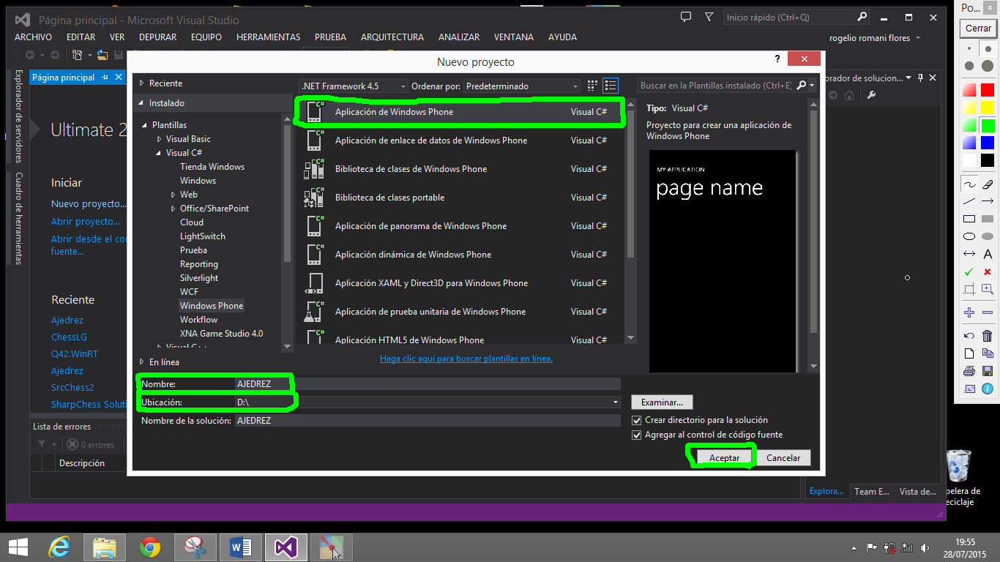 Página principal - Microsoft Visual Studio
Inicio rápido (Ctrl+Q)
ARCHIVO EDITAR VER DEPURAR EQUIPO HERRAMIENTAS PRUEBA ARQUITECTURA ANALIZAR VENTANA AYUDA
rogelio romani flores
Explorador de servidores
Cuadro de herramientas
Página principal
Ultimate 2
Iniciar
Nuevo proyecto...
Abrir proyecto...
Abrir desde el
fuente...
Reciente
Ajedrez
ChessLG
Q42.WinRT
Ajedrez
SrcChess2
SharpChess
Lista de errores
0 errores
Descripción
Nuevo proyecto
?
Reciente
Instalado
Plantillas
Visual Basic
Visual C#
Tienda Windows
Windows
Web
Office/SharePoint
Cloud
LightSwitch
Prueba
Reporting
Silverlight
WCF
Windows Phone
Workflow
XNA Game Studio 4.0
Visual C++
En línea
.NET Framework 4.5
Ordenar por: Predeterminado
Buscar en la Plantillas instalado (Ctrl+E)
Aplicación de Windows Phone Visual C#
Aplicación de enlace de datos de Windows Phone Visual C#
Biblioteca de clases de Windows Phone Visual C#
Biblioteca de clases portable Visual C#
Aplicación de panorama de Windows Phone Visual C#
Aplicación dinámica de Windows Phone Visual C#
Aplicación XAML y Direct3D para Windows Phone Visual C#
Aplicación de prueba unitaria de Windows Phone Visual C#
Aplicación HTML5 de Windows Phone Visual C#
Haga clic aquí para buscar plantillas en línea.
Tipo: Visual C#
Proyecto para crear una aplicación de
Windows Phone
MY APPLICATION
page name
Nombre: AJEDREZ
Ubicación: D:\
Nombre de la solución: AJEDREZ
Examinar...
Crear directorio para la solución
Agregar al control de código fuente
Aceptar
Cancelar
orador de solucion...
Explora... Team E... Vista de...
Po...
Cerrar
A
pelera de
eciclaje
19:55
28/07/2015